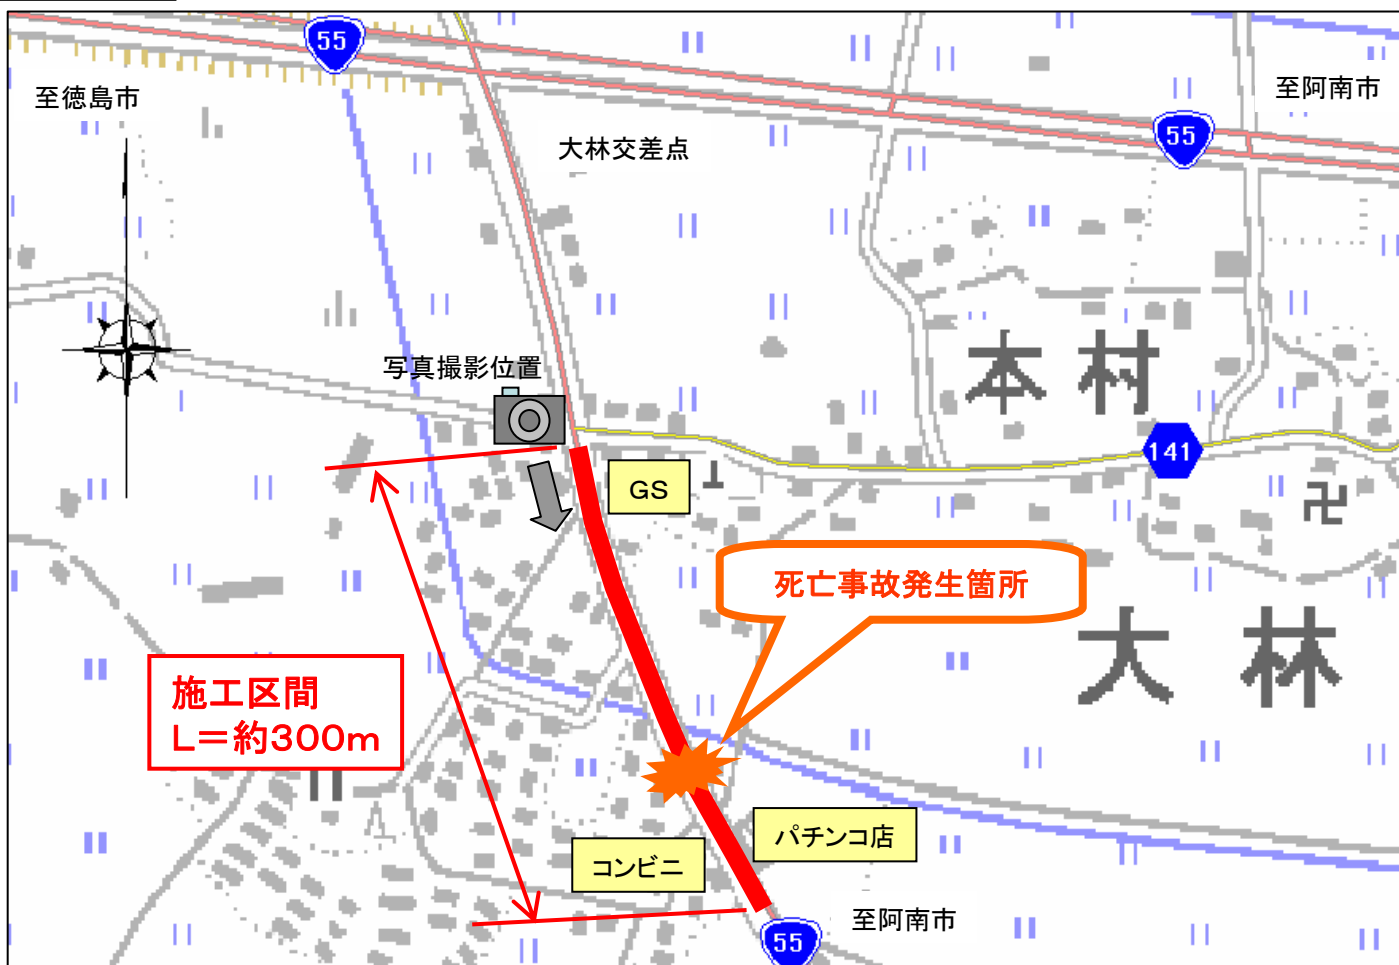 55
至徳島市
至阿南市
55
大林交差点
写真撮影位置
本村
141
GS
死亡事故発生箇所
大林
施工区間
L=約300m
パチンコ店
コンビニ
至阿南市
55